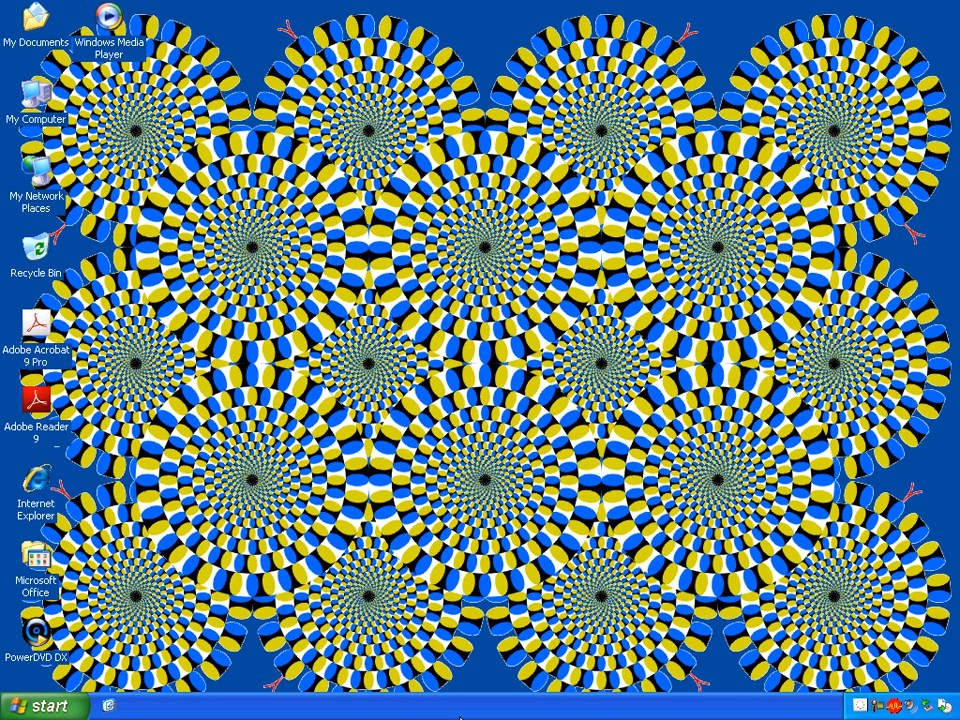 My Documents
Windows Media
Player
My Computer
My Network
Places
Recycle Bin
Adobe Acrobat
9 Pro
Adobe Reader
9
Internet
Explorer
Microsoft
Office
PowerDVD DX
start